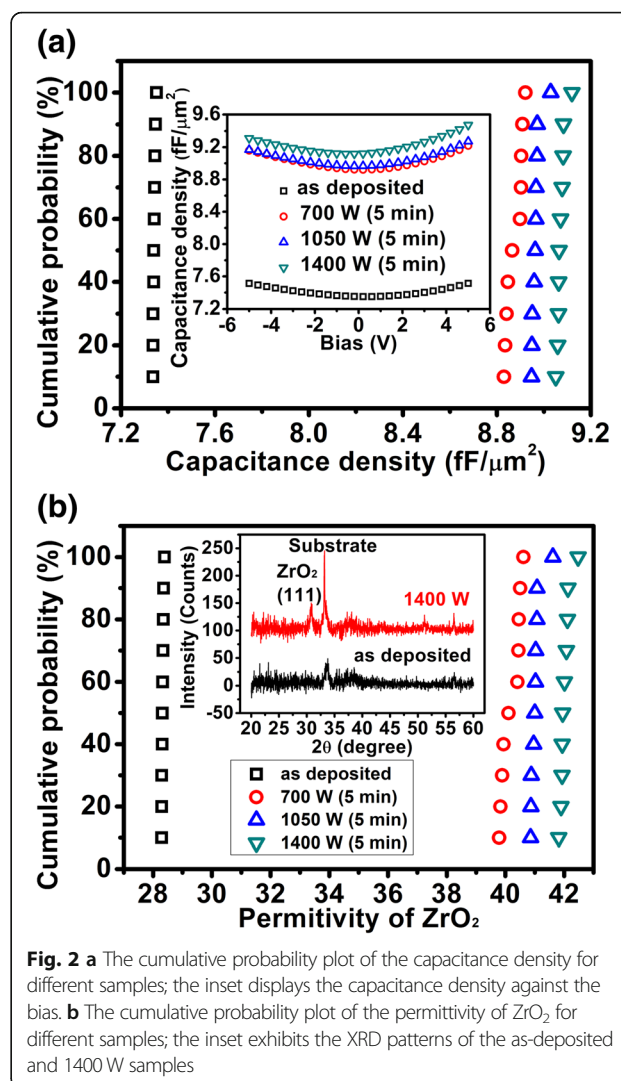 (a)
Cumulative probability (%)
100
80
60
40
20
0
7.2 7.6 8.0 8.4 8.8 9.2
Capacitance density (fF/μm²)
Capacitance density (fF/μm²)
9.6
9.2
8.8
8.4
8.0
7.6
7.2
as deposited
700 W (5 min)
1050 W (5 min)
1400 W (5 min)
-6 -4 -2 0 2 4 6
Bias (V)
(b)
Cumulative probability (%)
100
80
60
40
20
0
28 30 32 34 36 38 40 42
Permitivity of ZrO₂
Intensity (Counts)
250
200
150
100
50
0
-50
Substrate
ZrO₂
(111)
1400 W
as deposited
20 25 30 35 40 45 50 55 60
2θ (degree)
as deposited
700 W (5 min)
1050 W (5 min)
1400 W (5 min)
Fig. 2 a The cumulative probability plot of the capacitance density for
different samples; the inset displays the capacitance density against the
bias. b The cumulative probability plot of the permittivity of ZrO₂ for
different samples; the inset exhibits the XRD patterns of the as-deposited
and 1400 W samples